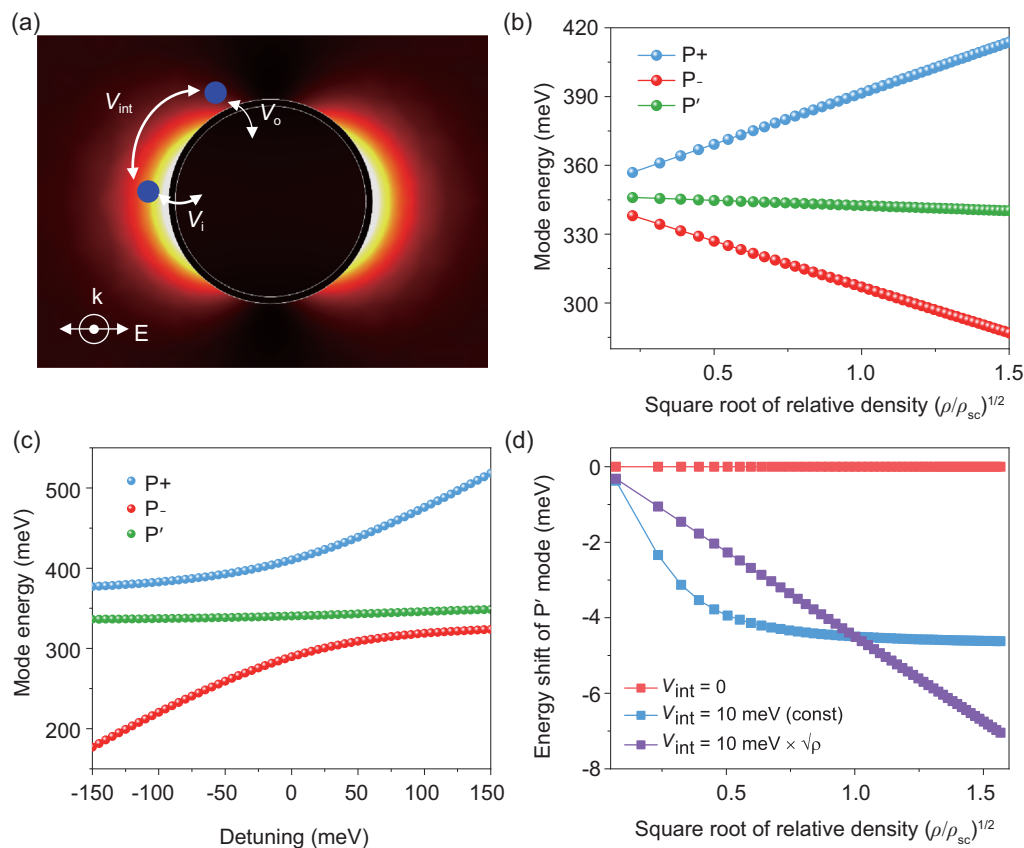 (a)
V_int
V_o
V_i
k
E
(b)
Mode energy (meV)
420
390
360
330
300
P+
P-
P′
0.5
1.0
1.5
Square root of relative density (ρ/ρ_sc)^1/2
(c)
Mode energy (meV)
500
400
300
200
P+
P-
P′
-150
-100
-50
0
50
100
150
Detuning (meV)
(d)
Energy shift of P′ mode (meV)
0
-2
-4
-6
-8
V_int = 0
V_int = 10 meV (const)
V_int = 10 meV × √ρ
0.5
1.0
1.5
Square root of relative density (ρ/ρ_sc)^1/2